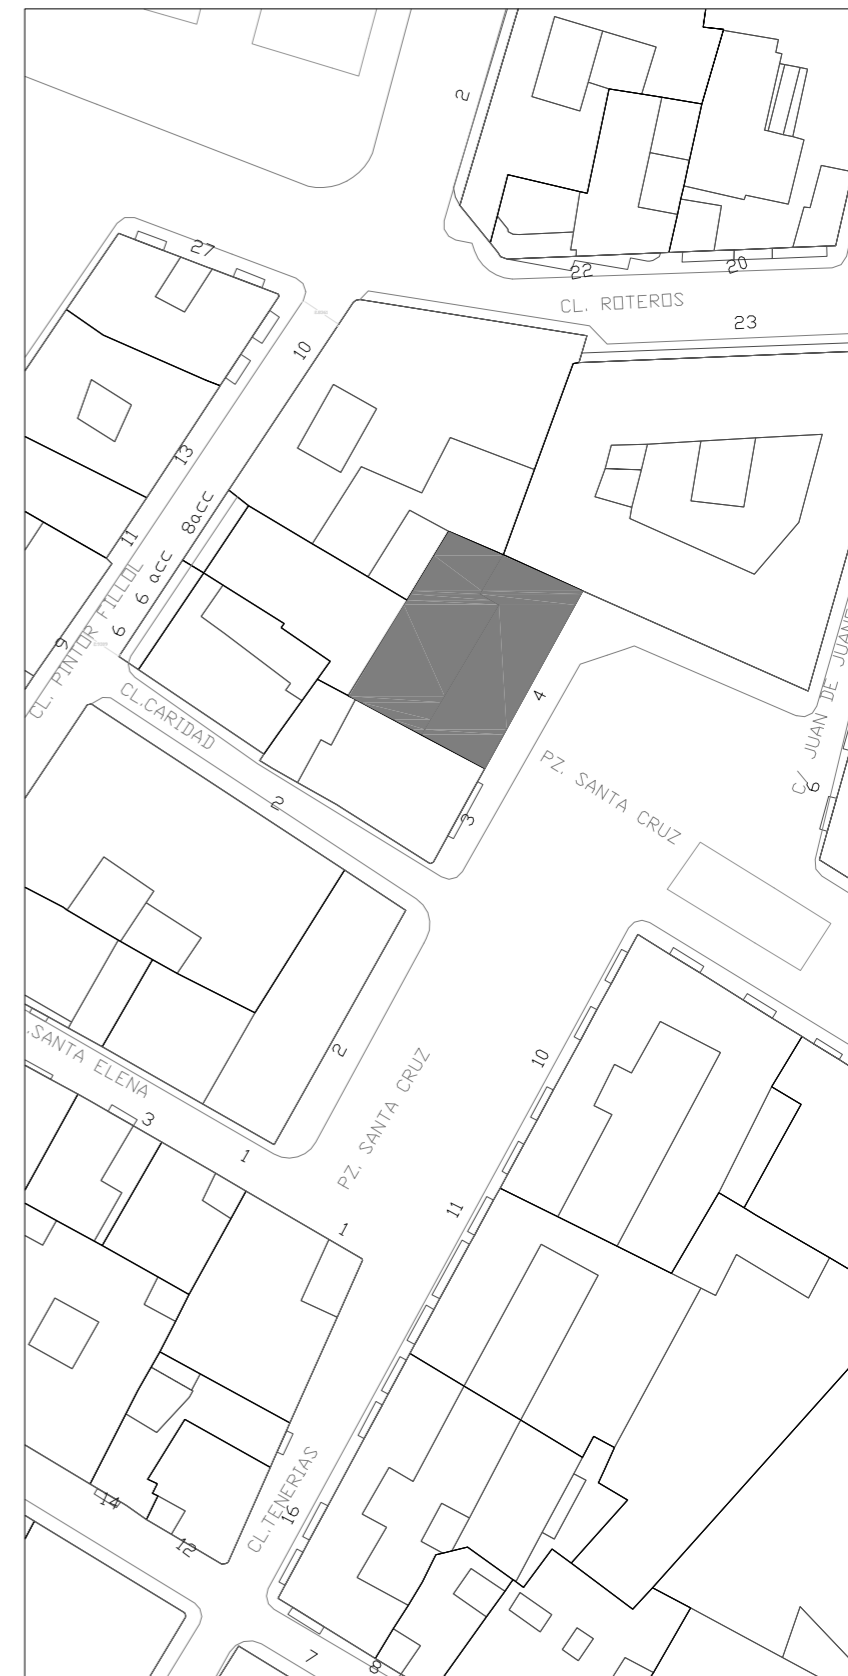 2
27
22
20
CL. ROTEROS
23
10
13
8acc
11
6 acc
6
9
CL. PINTOR FILLOL
CL.CARIDAD
4
C/ JUAN DE JUANE
6
PZ. SANTA CRUZ
2
3
.SANTA ELENA
2
10
3
1
PZ. SANTA CRUZ
11
1
CL.TENERIAS
16
14
12
7
8